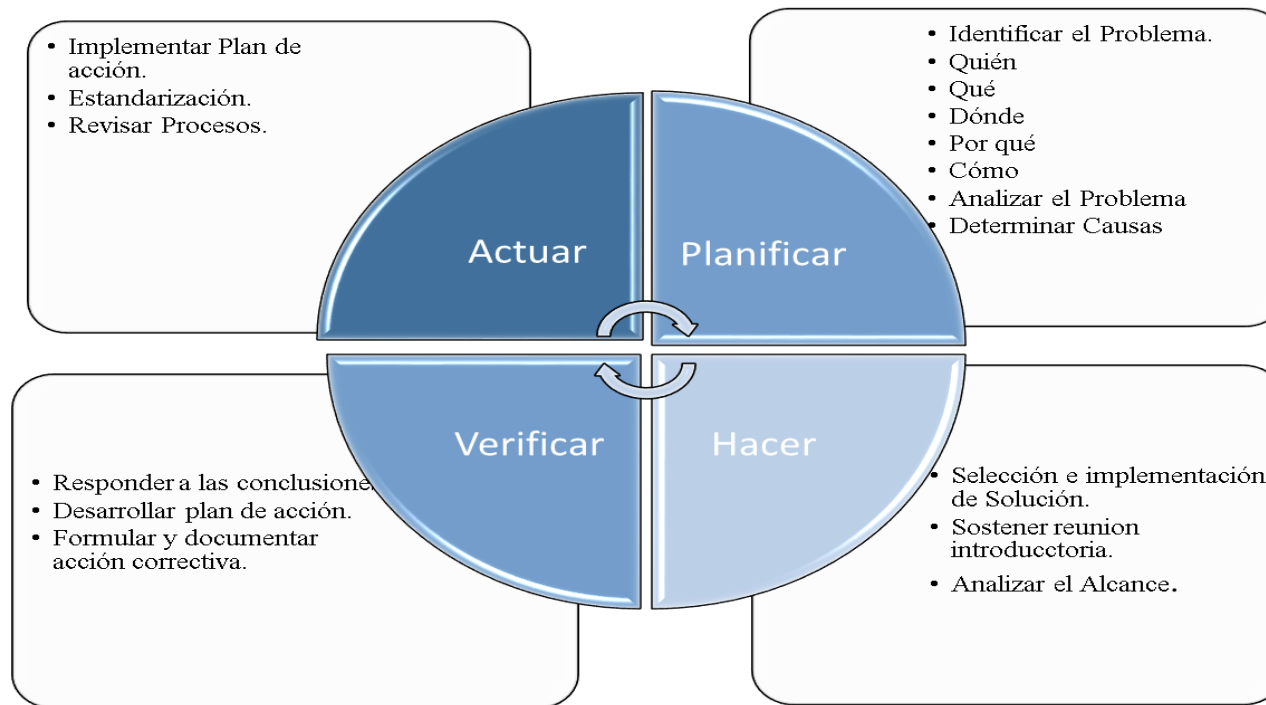 • Implementar Plan de
acción.
• Estandarización.
• Revisar Procesos.
• Identificar el Problema.
• Quién
• Qué
• Dónde
• Por qué
• Cómo
• Analizar el Problema
• Determinar Causas
Actuar
Planificar
Verificar
Hacer
• Responder a las conclusione.
• Desarrollar plan de acción.
• Formular y documentar
acción correctiva.
• Selección e implementación
de Solución.
• Sostener reunion
introducctoria.
• Analizar el Alcance.